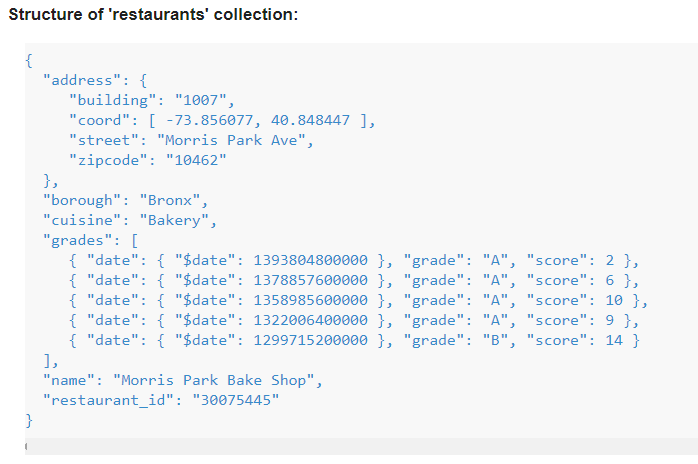 Structure of 'restaurants' collection:
{
"address": {
"building": "1007",
"coord": [ -73.856077, 40.848447 ],
"street": "Morris Park Ave",
"zipcode": "10462"
},
"borough": "Bronx",
"cuisine": "Bakery",
"grades": [
{ "date": { "$date": 1393804800000 }, "grade": "A", "score": 2 },
{ "date": { "$date": 1378857600000 }, "grade": "A", "score": 6 },
{ "date": { "$date": 1358985600000 }, "grade": "A", "score": 10 },
{ "date": { "$date": 1322006400000 }, "grade": "A", "score": 9 },
{ "date": { "$date": 1299715200000 }, "grade": "B", "score": 14 }
],
"name": "Morris Park Bake Shop",
"restaurant_id": "30075445"
}